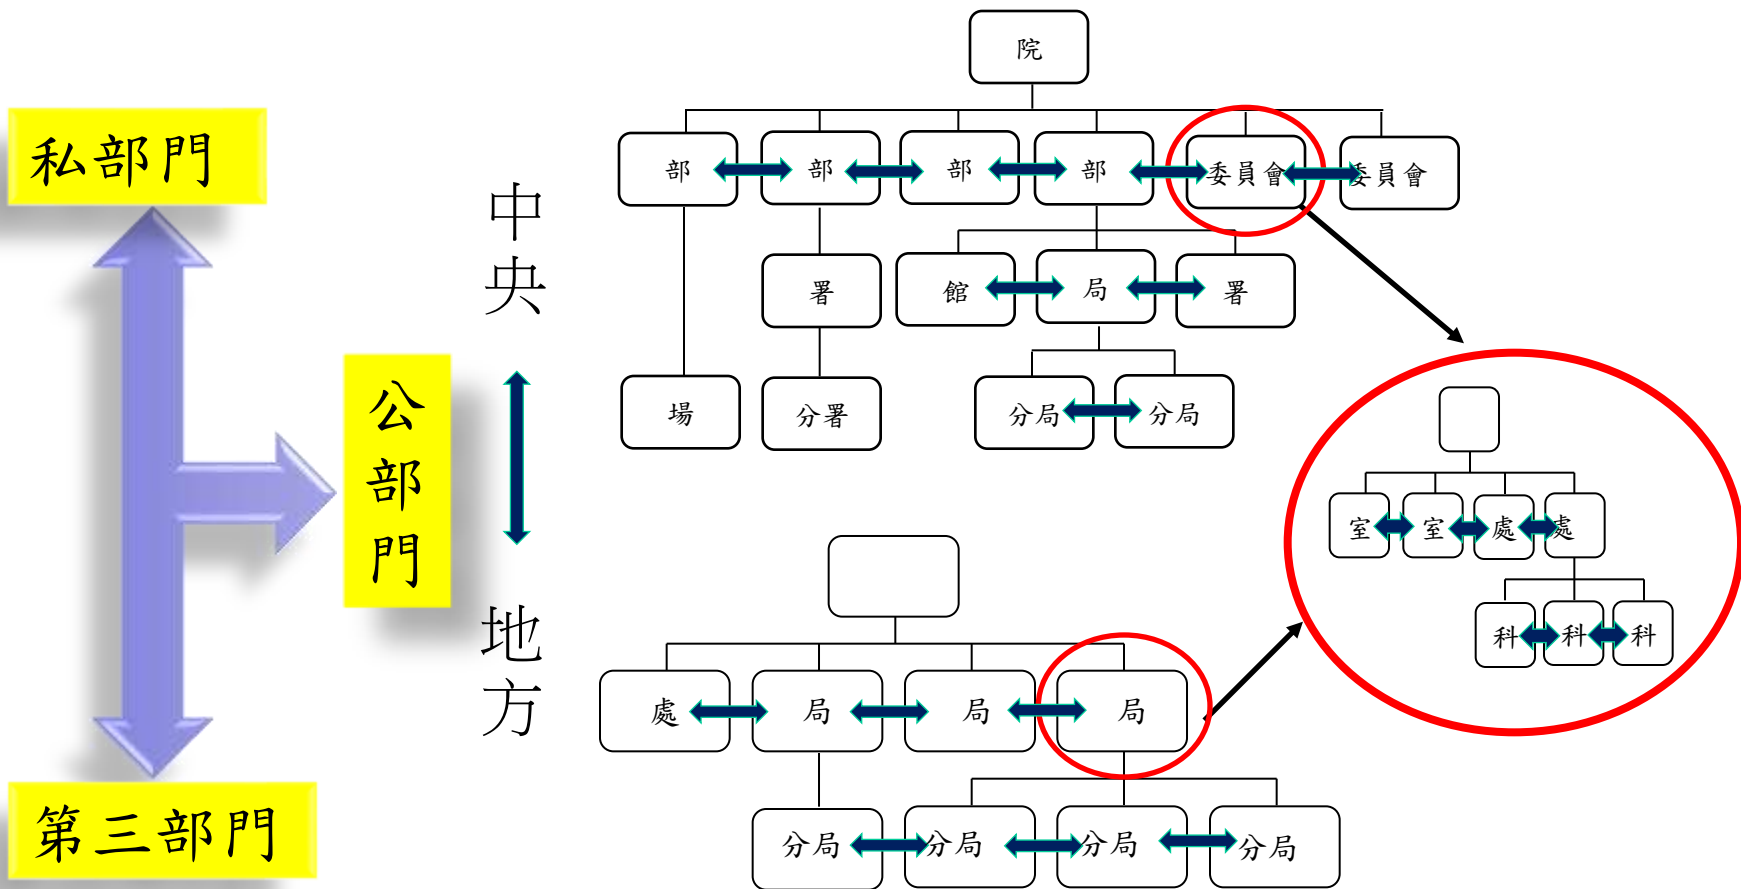 私部門
公部門
第三部門
中央
地方
院
部
部
部
部
委員會
委員會
署
館
局
署
場
分署
分局
分局
處
局
局
局
分局
分局
分局
分局
室
室
處
處
科
科
科